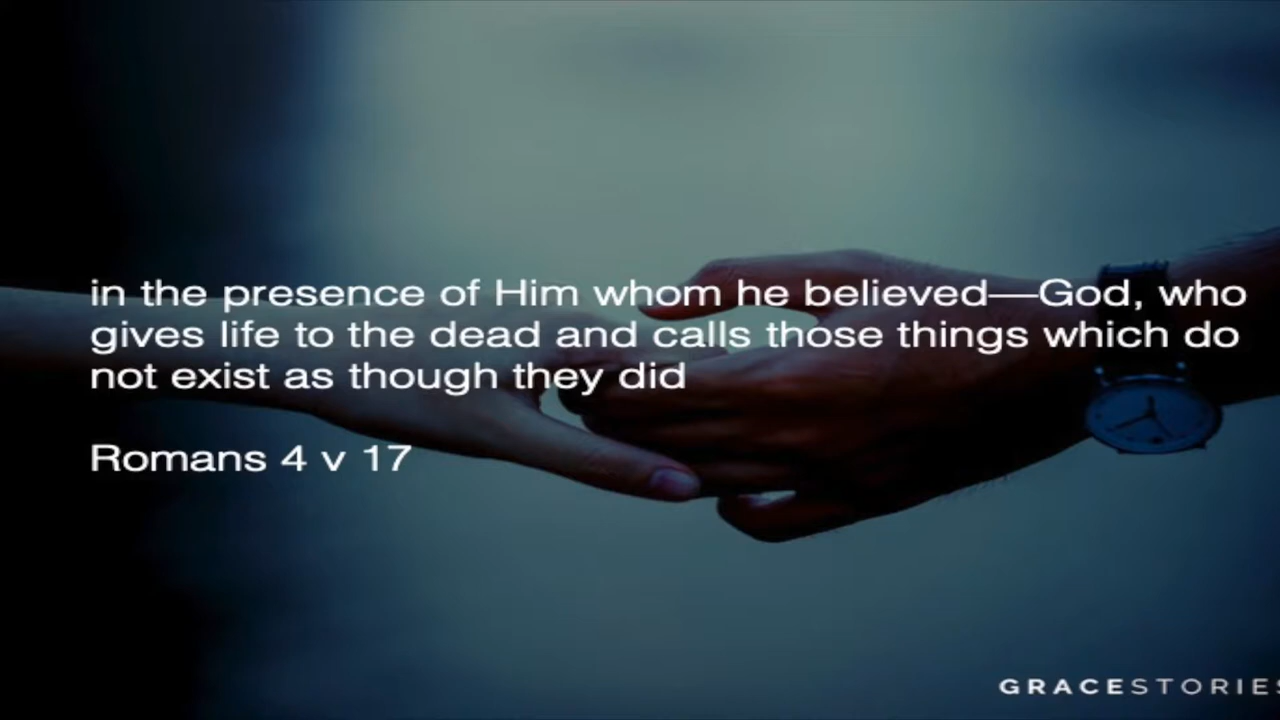 in the presence of Him whom he believed—God, who
gives life to the dead and calls those things which do
not exist as though they did
Romans 4 v 17
GRACESTORIES